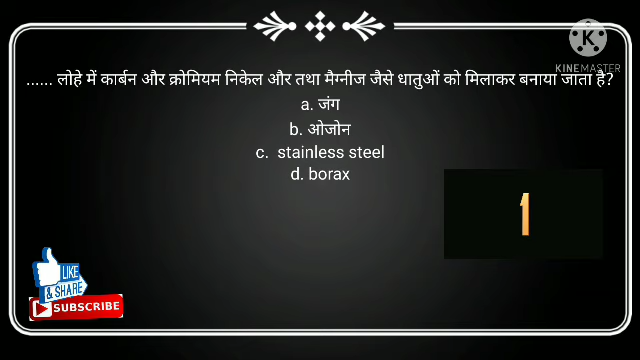 KINEMASTER
...... लोहे में कार्बन और क्रोमियम निकेल और तथा मैग्नीज जैसे धातुओं को मिलाकर बनाया जाता है?
a. जंग
b. ओजोन
c. stainless steel
d. borax
1
LIKE
& SHARE
SUBSCRIBE